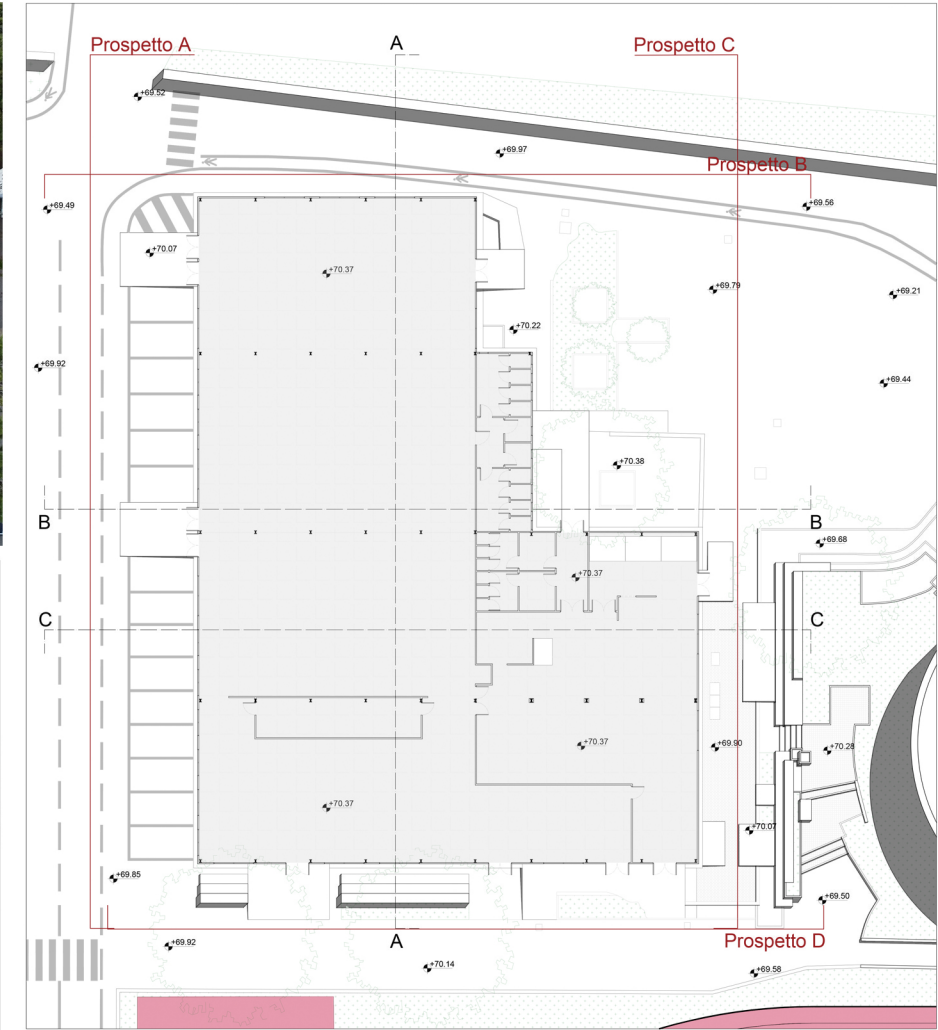 Prospetto A
A
Prospetto C
+69.52
+69.97
Prospetto B
+69.49
+69.56
+70.07
+70.37
+69.79
+69.21
+70.22
+69.92
+69.44
+70.38
B
B
+69.68
+70.37
C
C
+70.37
+69.90
+70.28
+70.37
+70.07
+69.85
+69.50
+69.92
A
Prospetto D
+70.14
+69.58